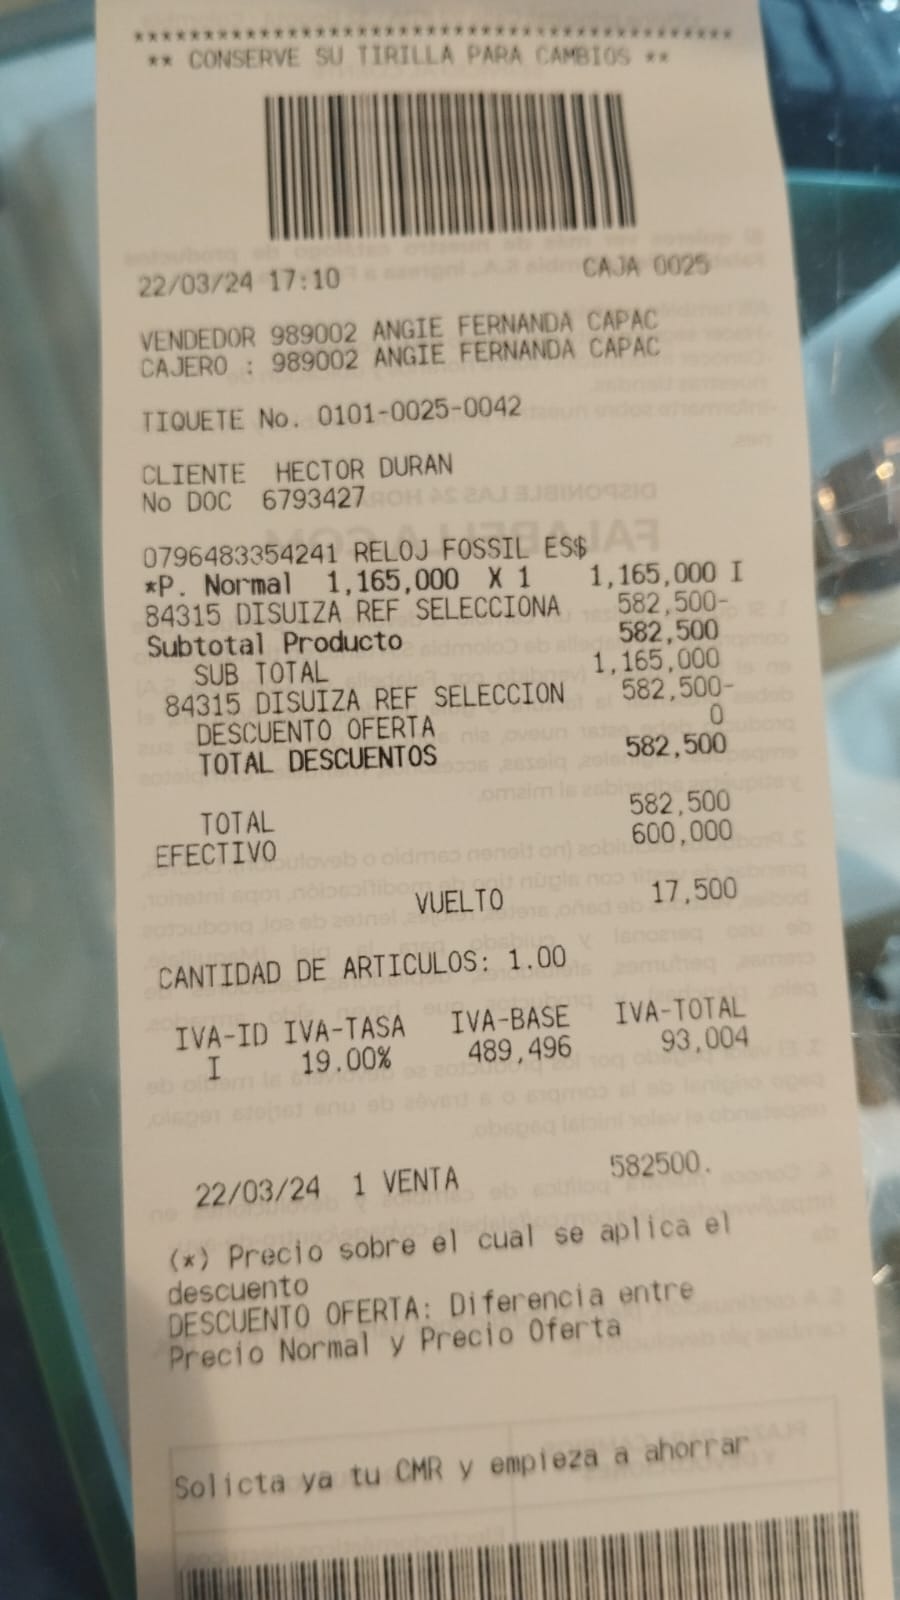 ** CONSERVE SU TIRILLA PARA CAMBIOS **
22/03/24 17:10 CAJA 0025
VENDEDOR 989002 ANGIE FERNANDA CAPAC
CAJERO : 989002 ANGIE FERNANDA CAPAC
TIQUETE No. 0101-0025-0042
CLIENTE HECTOR DURAN
No DOC 6793427
0796483354241 RELOJ FOSSIL ES$
*P. Normal 1,165,000 X 1 1,165,000 I
84315 DISUIZA REF SELECCIONA 582,500-
Subtotal Producto 582,500
SUB TOTAL 1,165,000
84315 DISUIZA REF SELECCION 582,500-
DESCUENTO OFERTA 0
TOTAL DESCUENTOS 582,500
TOTAL 582,500
EFECTIVO 600,000
VUELTO 17,500
CANTIDAD DE ARTICULOS: 1.00
IVA-ID IVA-TASA IVA-BASE IVA-TOTAL
I 19.00% 489,496 93,004
22/03/24 1 VENTA 582500.
(*) Precio sobre el cual se aplica el
descuento
DESCUENTO OFERTA: Diferencia entre
Precio Normal y Precio Oferta
Solicta ya tu CMR y empieza a ahorrar